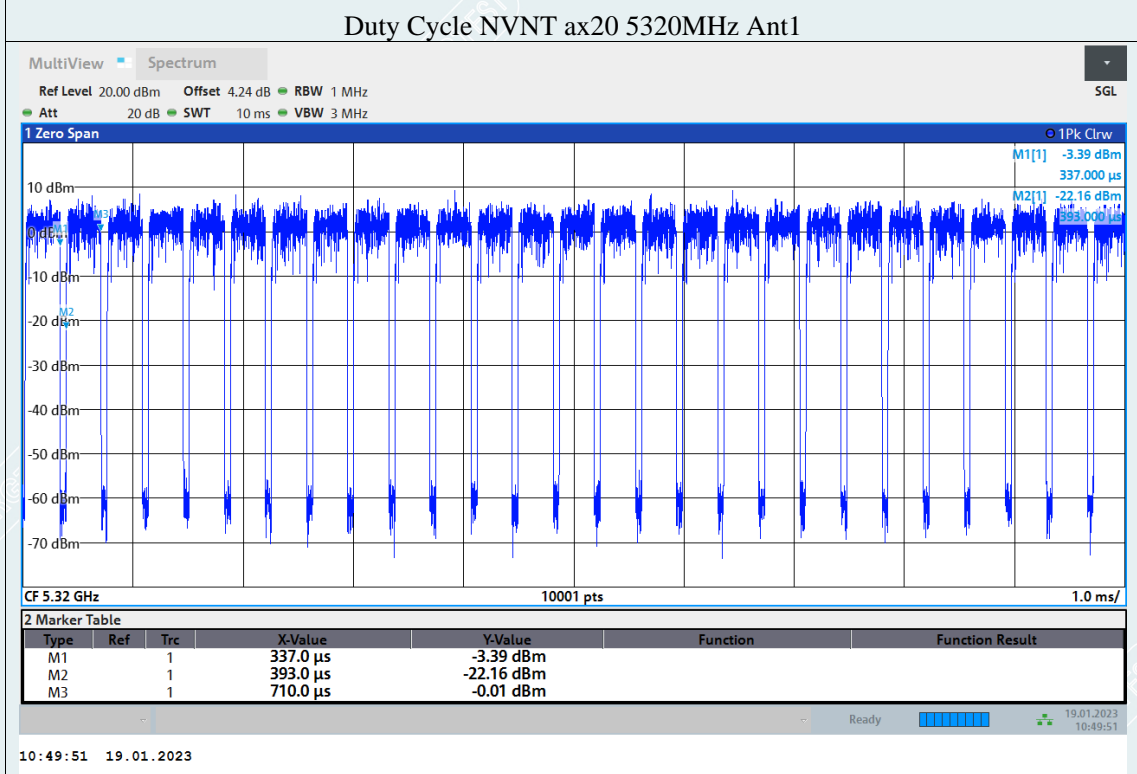 Duty Cycle NVNT ax20 5320MHz Ant1
MultiView Spectrum
Ref Level 20.00 dBm Offset 4.24 dB RBW 1 MHz SGL
Att 20 dB SWT 10 ms VBW 3 MHz
1 Zero Span 1Pk Clrw
M1[1] -3.39 dBm
337.000 µs
M2[1] -22.16 dBm
393.000 µs
10 dBm
M3
M1
0 dBm
-10 dBm
M2
-20 dBm
-30 dBm
-40 dBm
-50 dBm
-60 dBm
-70 dBm
CF 5.32 GHz 10001 pts 1.0 ms/
2 Marker Table
Type Ref Trc X-Value Y-Value Function Function Result
M1 1 337.0 µs -3.39 dBm
M2 1 393.0 µs -22.16 dBm
M3 1 710.0 µs -0.01 dBm
Ready 19.01.2023
10:49:51
10:49:51 19.01.2023